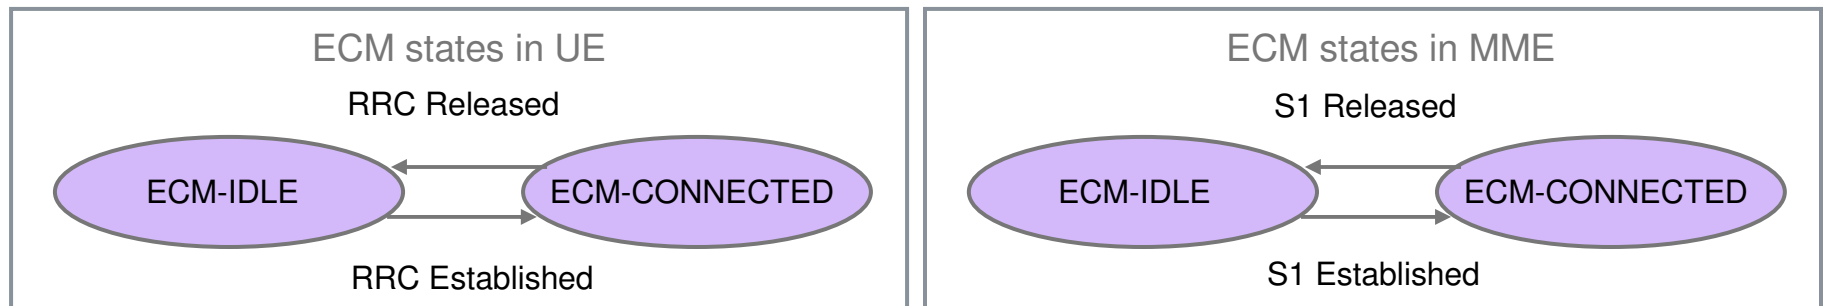 ECM states in UE
RRC Released
ECM-IDLE
ECM-CONNECTED
RRC Established
ECM states in MME
S1 Released
ECM-IDLE
ECM-CONNECTED
S1 Established